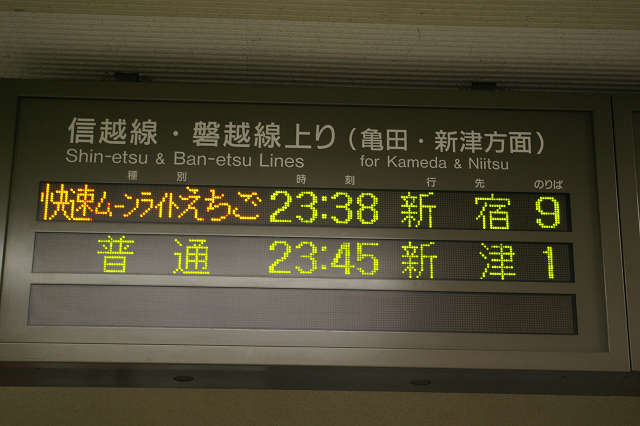 信越線・磐越線上り(亀田・新津方面)
Shin-etsu & Ban-etsu Lines for Kameda & Niitsu
種別 時刻 行先 のりば
快速ムーンライトえちご 23:38 新宿 9
普通 23:45 新津 1